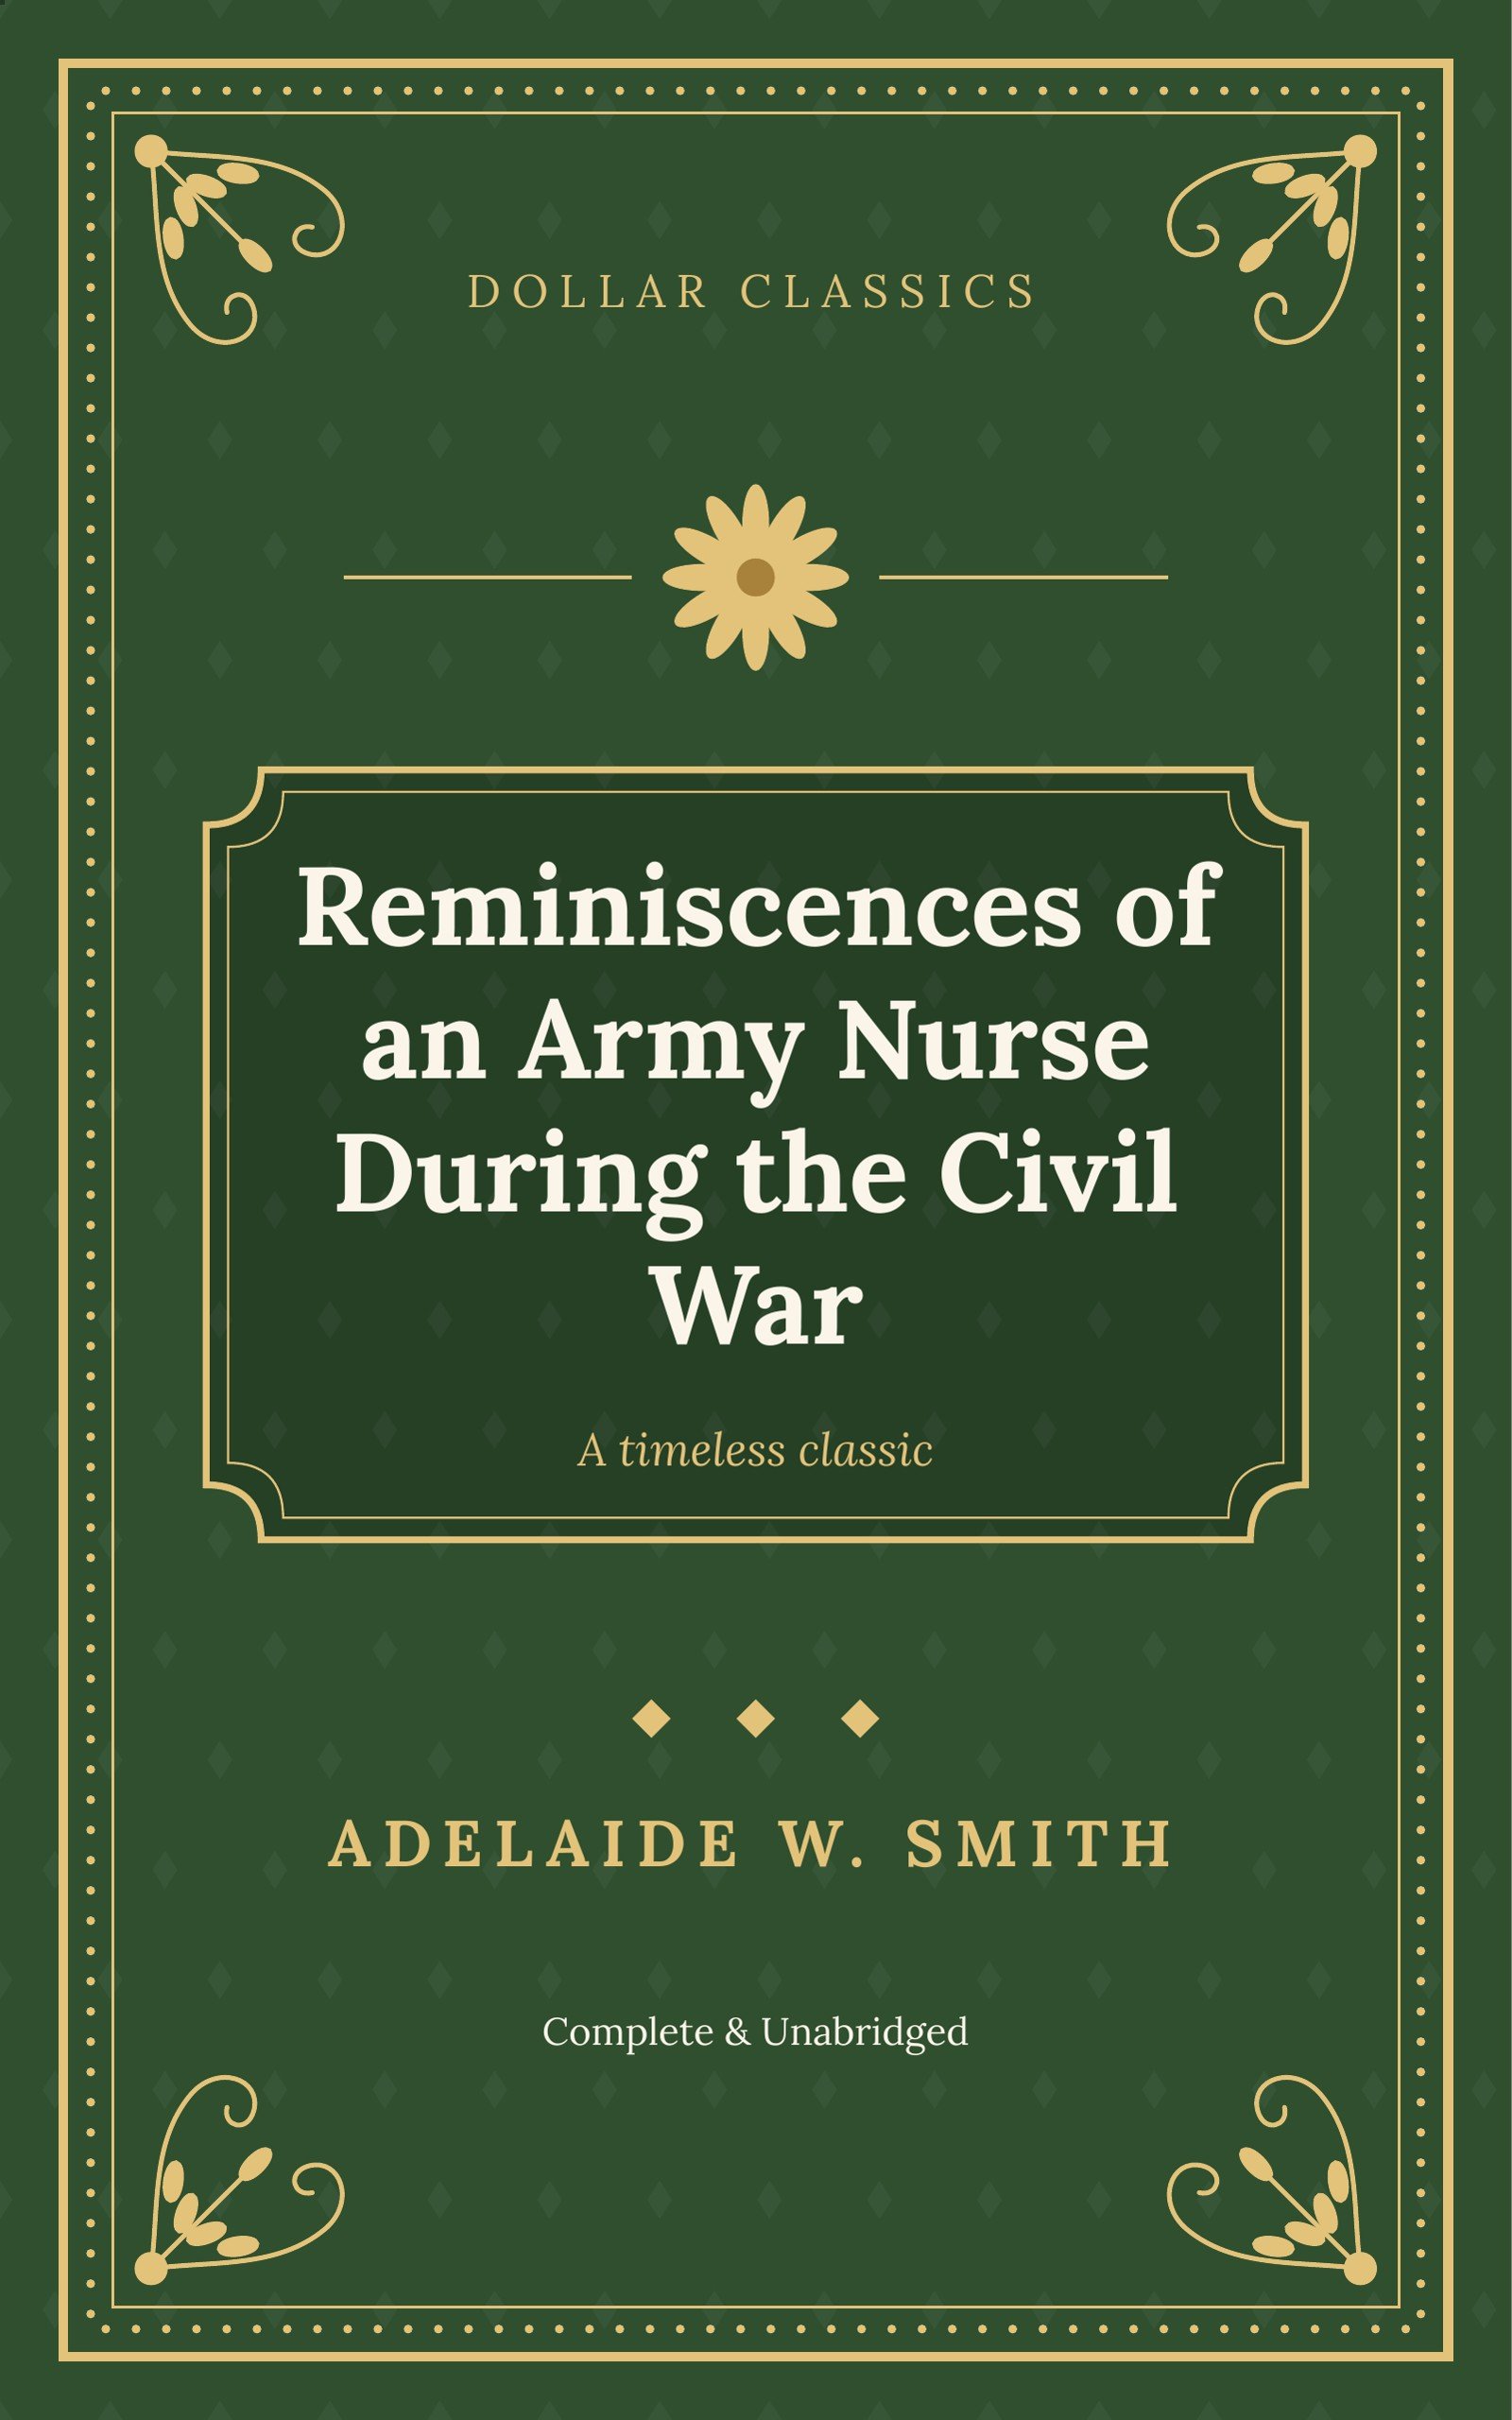 DOLLAR CLASSICS
Reminiscences of
an Army Nurse
During the Civil
War
A timeless classic
ADELAIDE W. SMITH
Complete & Unabridged